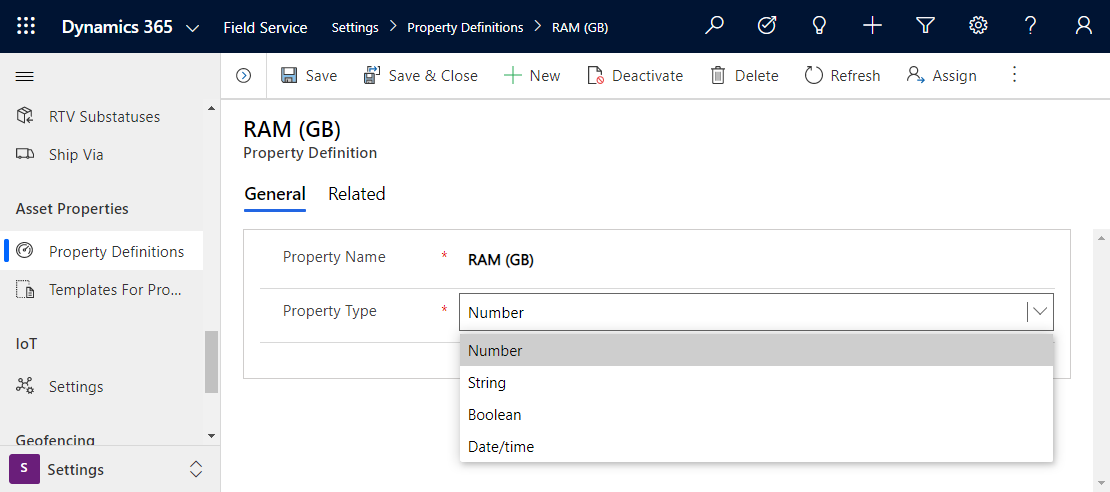 Dynamics 365 Field Service Settings > Property Definitions > RAM (GB)
Save Save & Close New Deactivate Delete Refresh Assign
RTV Substatuses
Ship Via
Asset Properties
Property Definitions
Templates For Pro...
IoT
Settings
Geofencing
S Settings
RAM (GB)
Property Definition
General Related
Property Name * RAM (GB)
Property Type * Number
Number
String
Boolean
Date/time